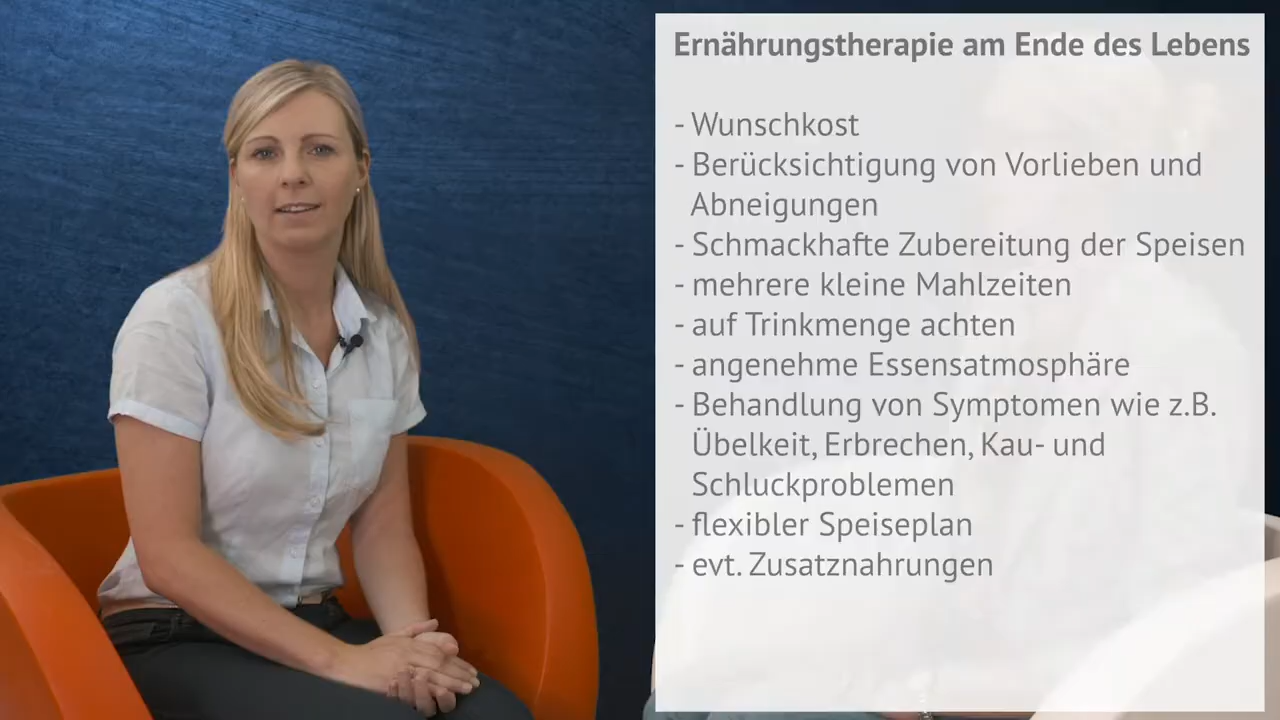 Ernährungstherapie am Ende des Lebens
- Wunschkost
- Berücksichtigung von Vorlieben und
Abneigungen
- Schmackhafte Zubereitung der Speisen
- mehrere kleine Mahlzeiten
- auf Trinkmenge achten
- angenehme Essensatmosphäre
- Behandlung von Symptomen wie z.B.
Übelkeit, Erbrechen, Kau- und
Schluckproblemen
- flexibler Speiseplan
- evt. Zusatznahrungen